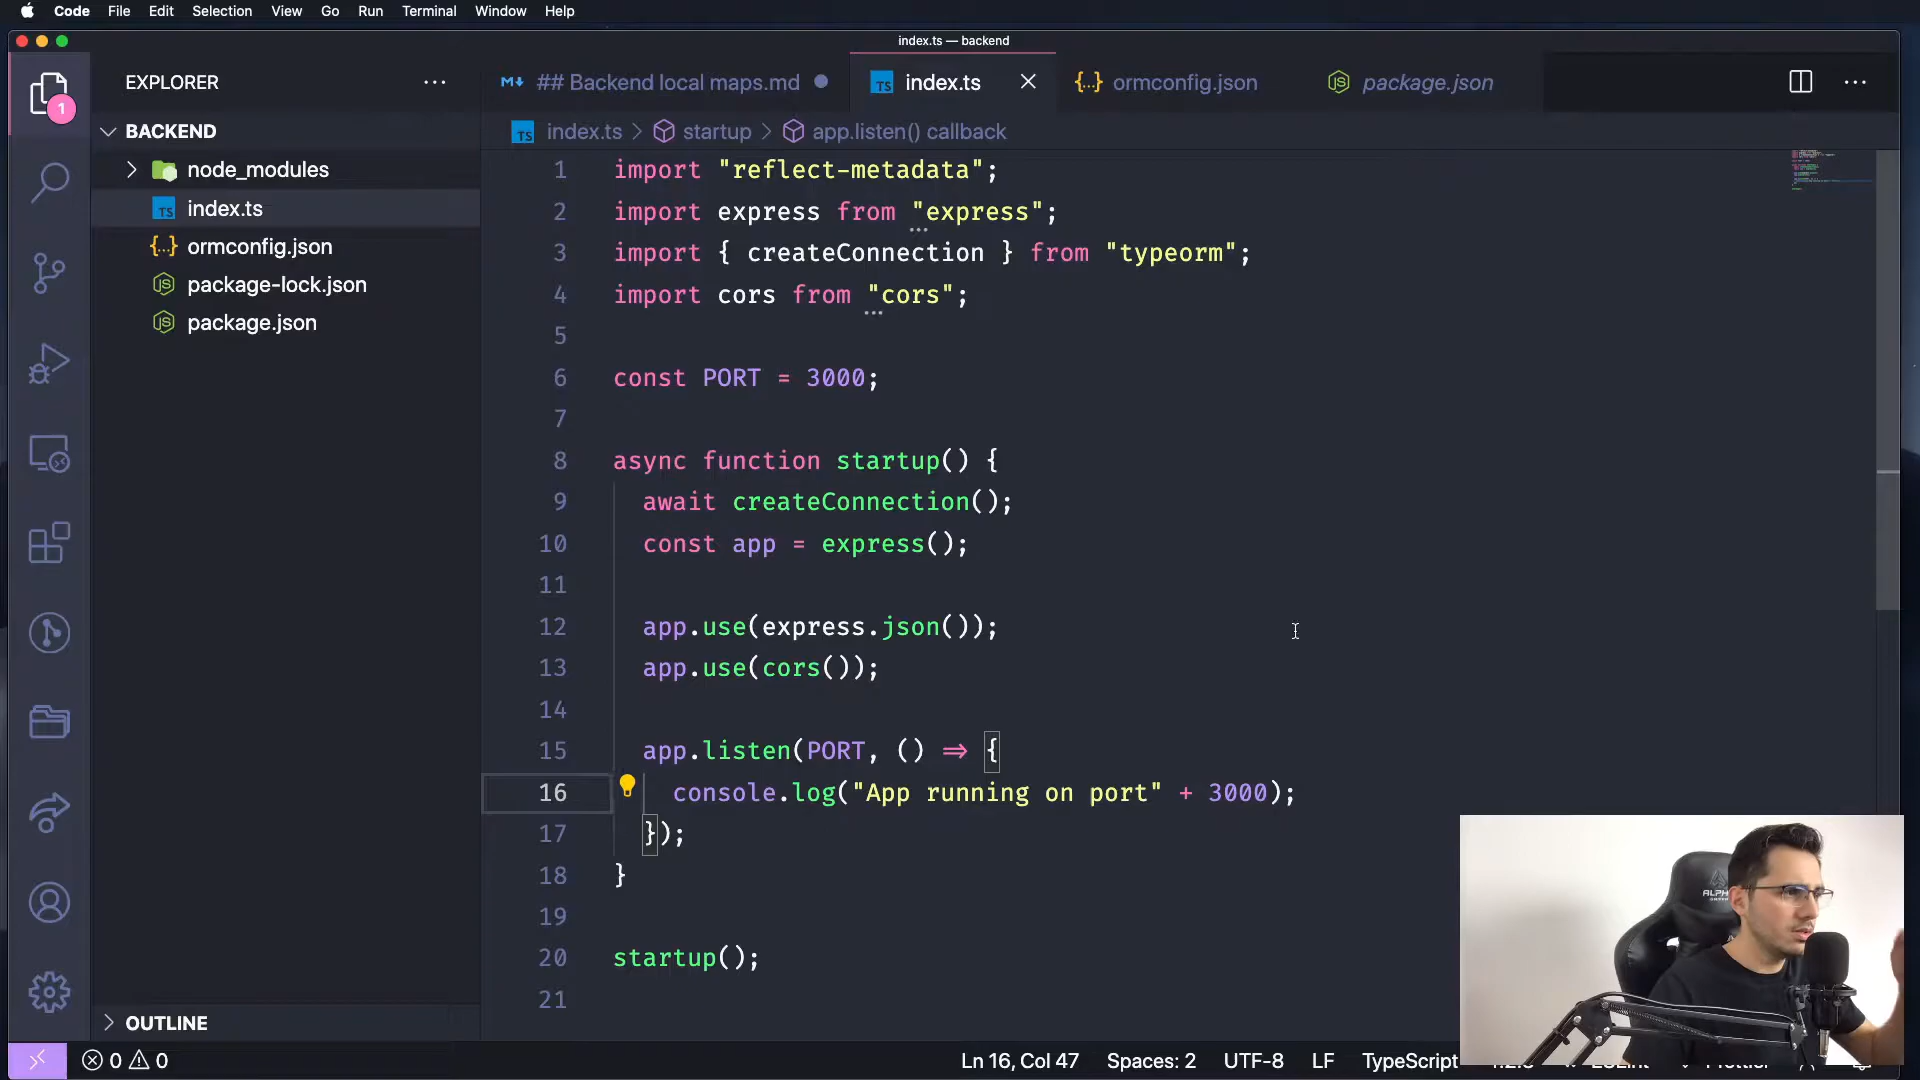 Code File Edit Selection View Go Run Terminal Window Help
index.ts — backend
EXPLORER
## Backend local maps.md
TS index.ts
{..} ormconfig.json
package.json
TS index.ts > startup > app.listen() callback
1
BACKEND
node_modules
TS index.ts
{..} ormconfig.json
package-lock.json
package.json
1 import "reflect-metadata";
2 import express from "express";
3 import { createConnection } from "typeorm";
4 import cors from "cors";
5
6 const PORT = 3000;
7
8 async function startup() {
9 await createConnection();
10 const app = express();
11
12 app.use(express.json());
13 app.use(cors());
14
15 app.listen(PORT, () ⇒ {
16 console.log("App running on port" + 3000);
17 });
18 }
19
20 startup();
21
OUTLINE
0 0
Ln 16, Col 47 Spaces: 2 UTF-8 LF TypeScript